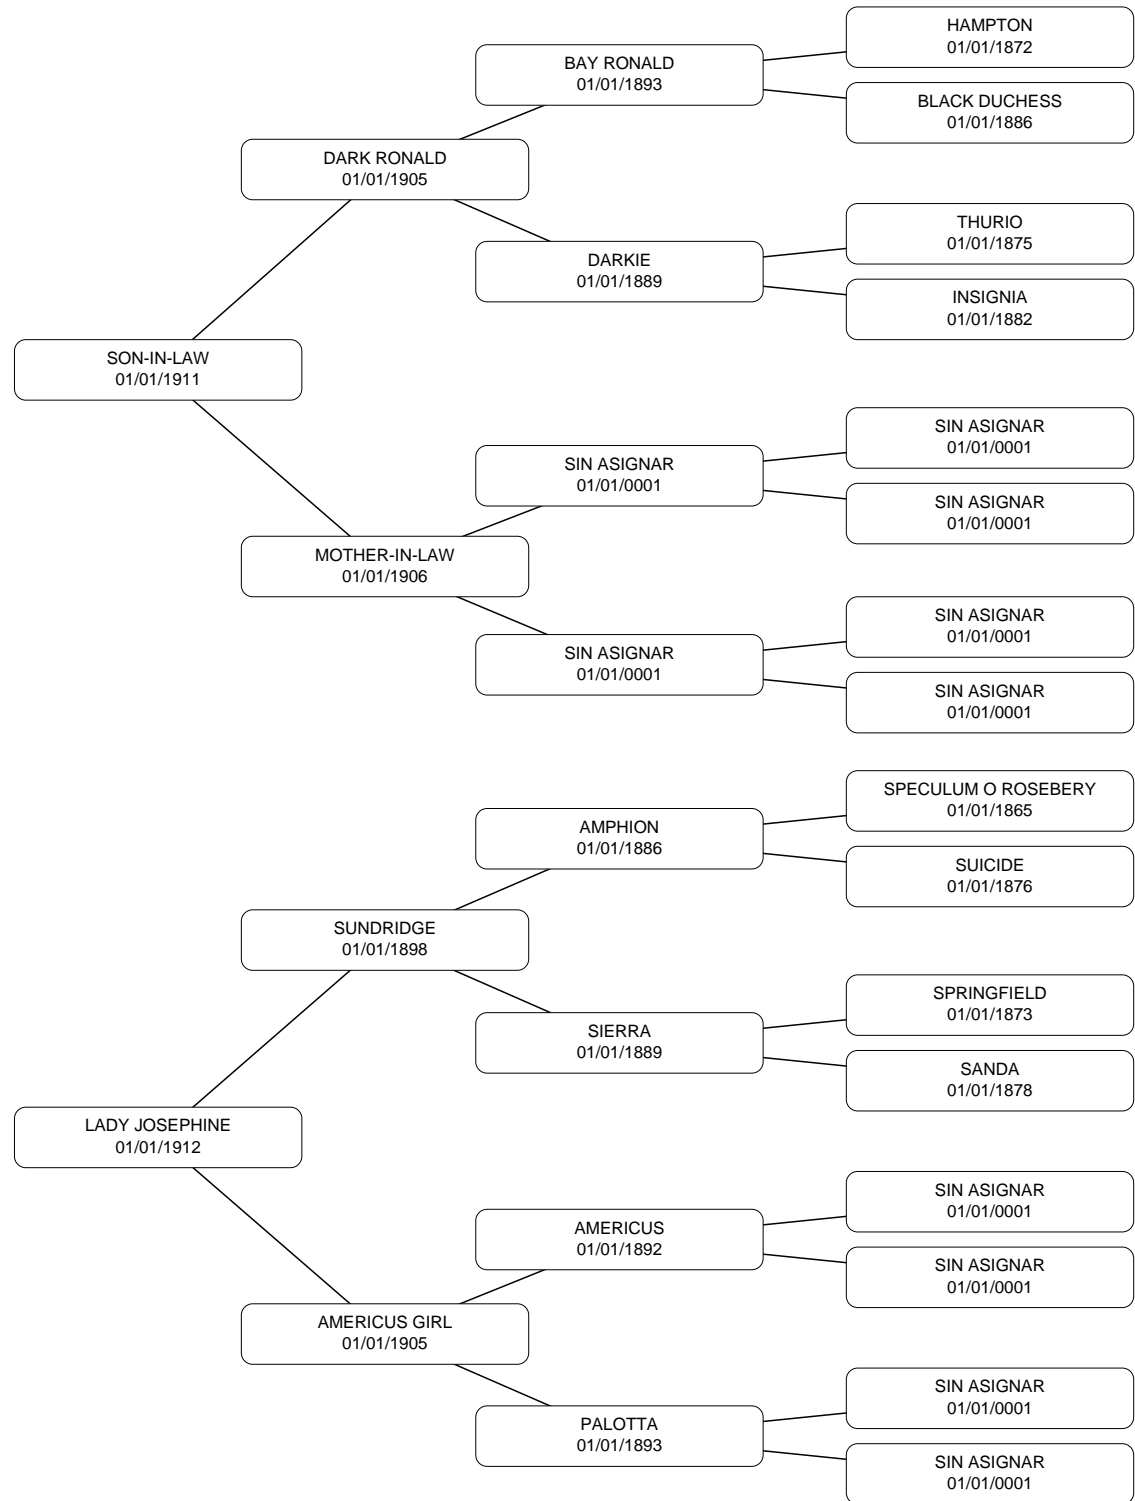 HAMPTON
01/01/1872
BAY RONALD
01/01/1893
BLACK DUCHESS
01/01/1886
DARK RONALD
01/01/1905
THURIO
01/01/1875
DARKIE
01/01/1889
INSIGNIA
01/01/1882
SON-IN-LAW
01/01/1911
SIN ASIGNAR
01/01/0001
SIN ASIGNAR
01/01/0001
SIN ASIGNAR
01/01/0001
MOTHER-IN-LAW
01/01/1906
SIN ASIGNAR
01/01/0001
SIN ASIGNAR
01/01/0001
SIN ASIGNAR
01/01/0001
SPECULUM O ROSEBERY
01/01/1865
AMPHION
01/01/1886
SUICIDE
01/01/1876
SUNDRIDGE
01/01/1898
SPRINGFIELD
01/01/1873
SIERRA
01/01/1889
SANDA
01/01/1878
LADY JOSEPHINE
01/01/1912
SIN ASIGNAR
01/01/0001
AMERICUS
01/01/1892
SIN ASIGNAR
01/01/0001
AMERICUS GIRL
01/01/1905
SIN ASIGNAR
01/01/0001
PALOTTA
01/01/1893
SIN ASIGNAR
01/01/0001